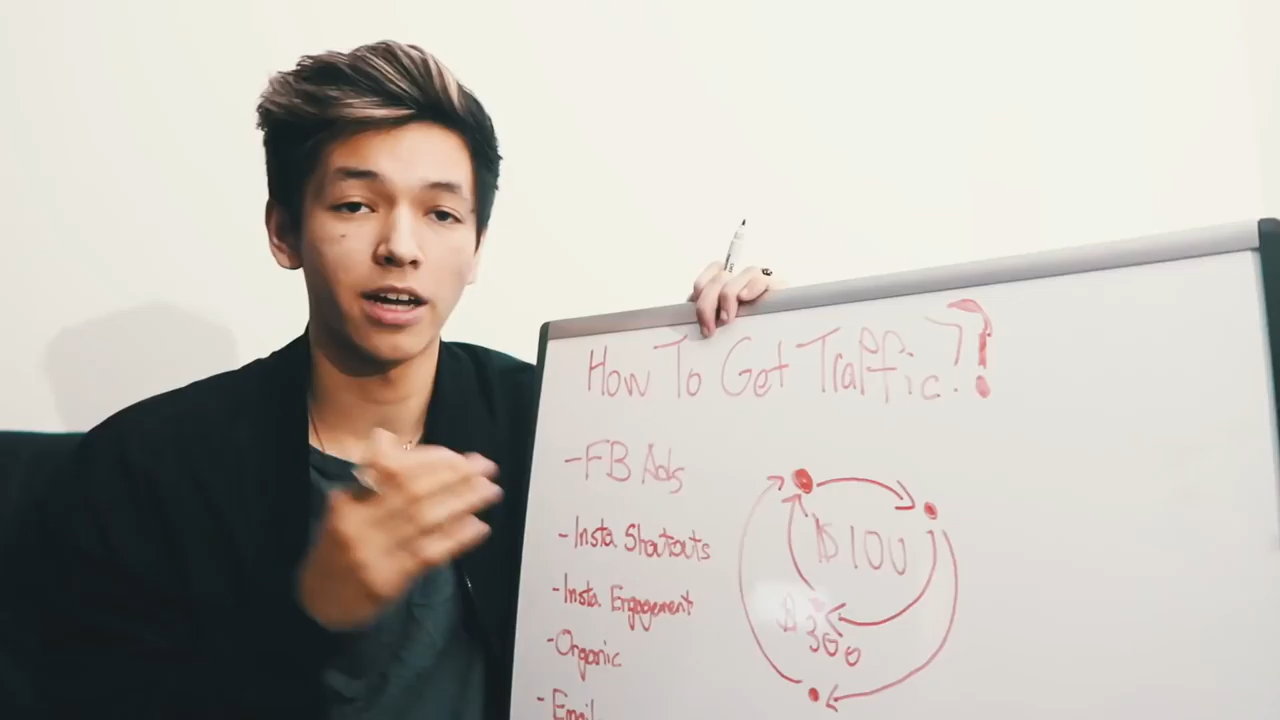 How To Get Traffic??
-FB Ads
-Insta Shoutouts
-Insta Engagement
-Organic
-Email
$100
$300